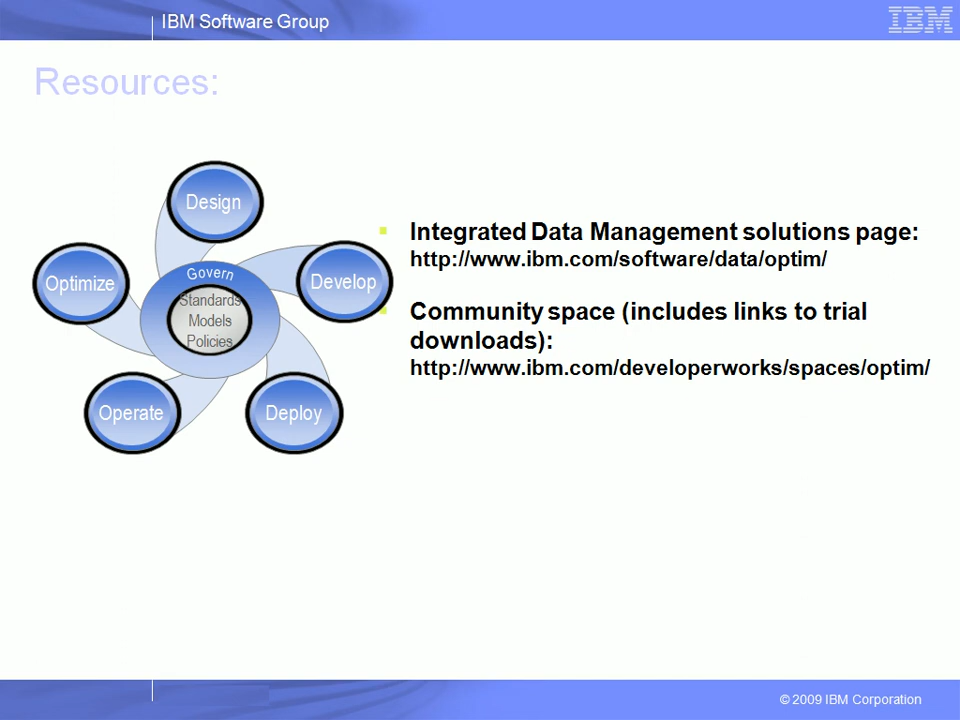 IBM Software Group
IBM
Resources:
Design
Optimize
Develop
Govern
Standards
Models
Policies
Operate
Deploy
Integrated Data Management solutions page:
http://www.ibm.com/software/data/optim/
Community space (includes links to trial
downloads):
http://www.ibm.com/developerworks/spaces/optim/
© 2009 IBM Corporation